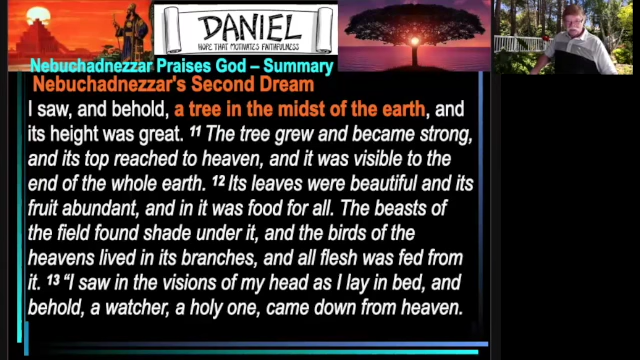 DANIEL
HOPE THAT MOTIVATES FAITHFULNESS
Nebuchadnezzar Praises God – Summary
Nebuchadnezzar's Second Dream
I saw, and behold, a tree in the midst of the earth, and
its height was great. ¹¹ The tree grew and became strong,
and its top reached to heaven, and it was visible to the
end of the whole earth. ¹² Its leaves were beautiful and its
fruit abundant, and in it was food for all. The beasts of
the field found shade under it, and the birds of the
heavens lived in its branches, and all flesh was fed from
it. ¹³ “I saw in the visions of my head as I lay in bed, and
behold, a watcher, a holy one, came down from heaven.